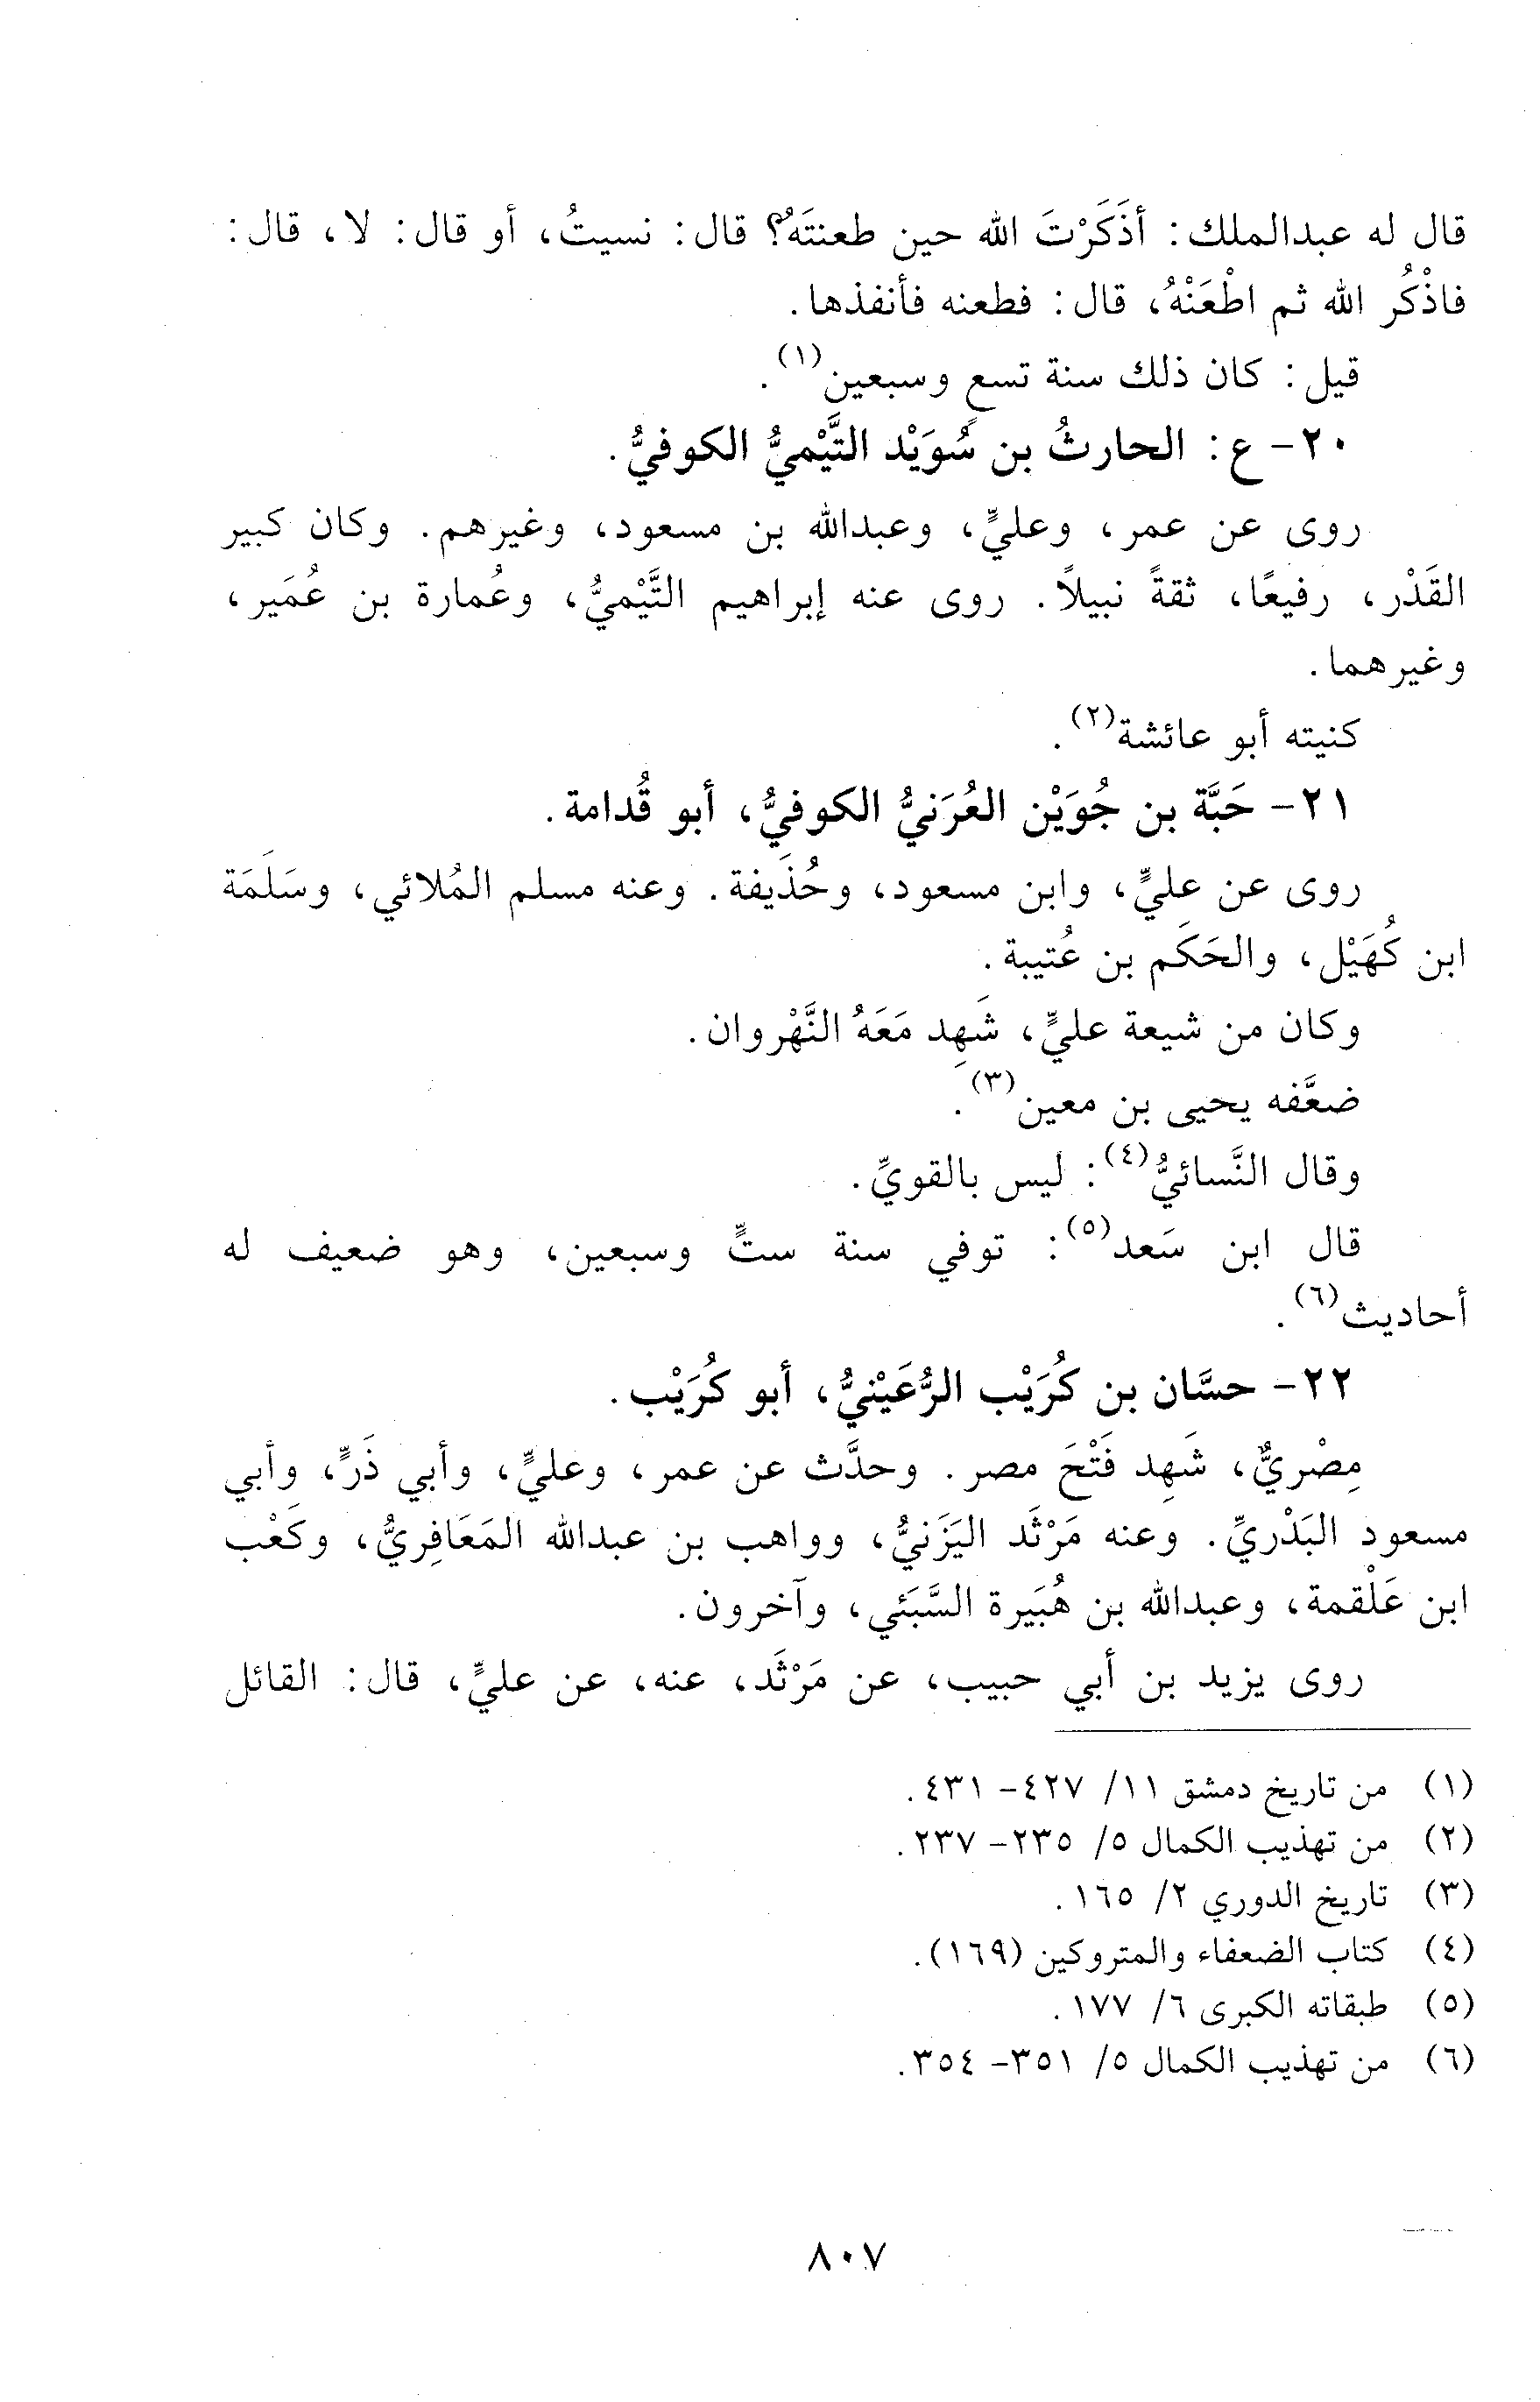 قال له عبدالملك: أَذَكَرْتَ الله حين طعنتَهُ؟ قال: نسيتُ، أو قال: لا، قال:
فاذْكُر الله ثم اطْعَنْهُ، قال: فطعنه فأنفذها.
قيل: كان ذلك سنة تسعٍ وسبعين(١).
٢٠- ع: الحارثُ بن سُوَيْد التَّيْميُّ الكوفيُّ.
روى عن عمر، وعليٍّ، وعبدالله بن مسعود، وغيرهم. وكان كبير
القَدْر، رفيعًا، ثقةً نبيلاً. روى عنه إبراهيم التَّيْميُّ، وعُمارة بن عُمَير،
وغيرهما.
كنيته أبو عائشة(٢).
٢١- حَبَّة بن جُوَيْن العُرَنيُّ الكوفيُّ، أبو قُدامة.
روى عن عليٍّ، وابن مسعود، وحُذَيفة. وعنه مسلم المُلائي، وسَلَمَة
ابن كُهَيْل، والحَكَم بن عُتيبة.
وكان من شيعة عليٍّ، شَهِد مَعَهُ النَّهْروان.
ضعَّفه يحيى بن معين(٣).
وقال النَّسائيُّ(٤): ليس بالقويِّ.
قال ابن سَعد(٥): توفي سنة ستٍّ وسبعين، وهو ضعيف له
أحاديث(٦).
٢٢- حسَّان بن كُرَيْب الرُّعَيْنيُّ، أبو كُرَيْب.
مِصْريٌّ، شَهِد فَتْحَ مصر. وحدَّث عن عمر، وعليٍّ، وأبي ذَرٍّ، وأبي
مسعود البَدْريِّ. وعنه مَرْثَد اليَزَنيُّ، وواهب بن عبدالله المَعَافِريُّ، وكَعْب
ابن عَلْقمة، وعبدالله بن هُبَيرة السَّبَئي، وآخرون.
روى يزيد بن أبي حبيب، عن مَرْثَد، عنه، عن عليٍّ، قال: القائل
(١) من تاريخ دمشق ١١/ ٤٢٧- ٤٣١.
(٢) من تهذيب الكمال ٥/ ٢٣٥- ٢٣٧.
(٣) تاريخ الدوري ٢/ ١٦٥.
(٤) كتاب الضعفاء والمتروكين (١٦٩).
(٥) طبقاته الكبرى ٦/ ١٧٧.
(٦) من تهذيب الكمال ٥/ ٣٥١- ٣٥٤.
٨٠٧